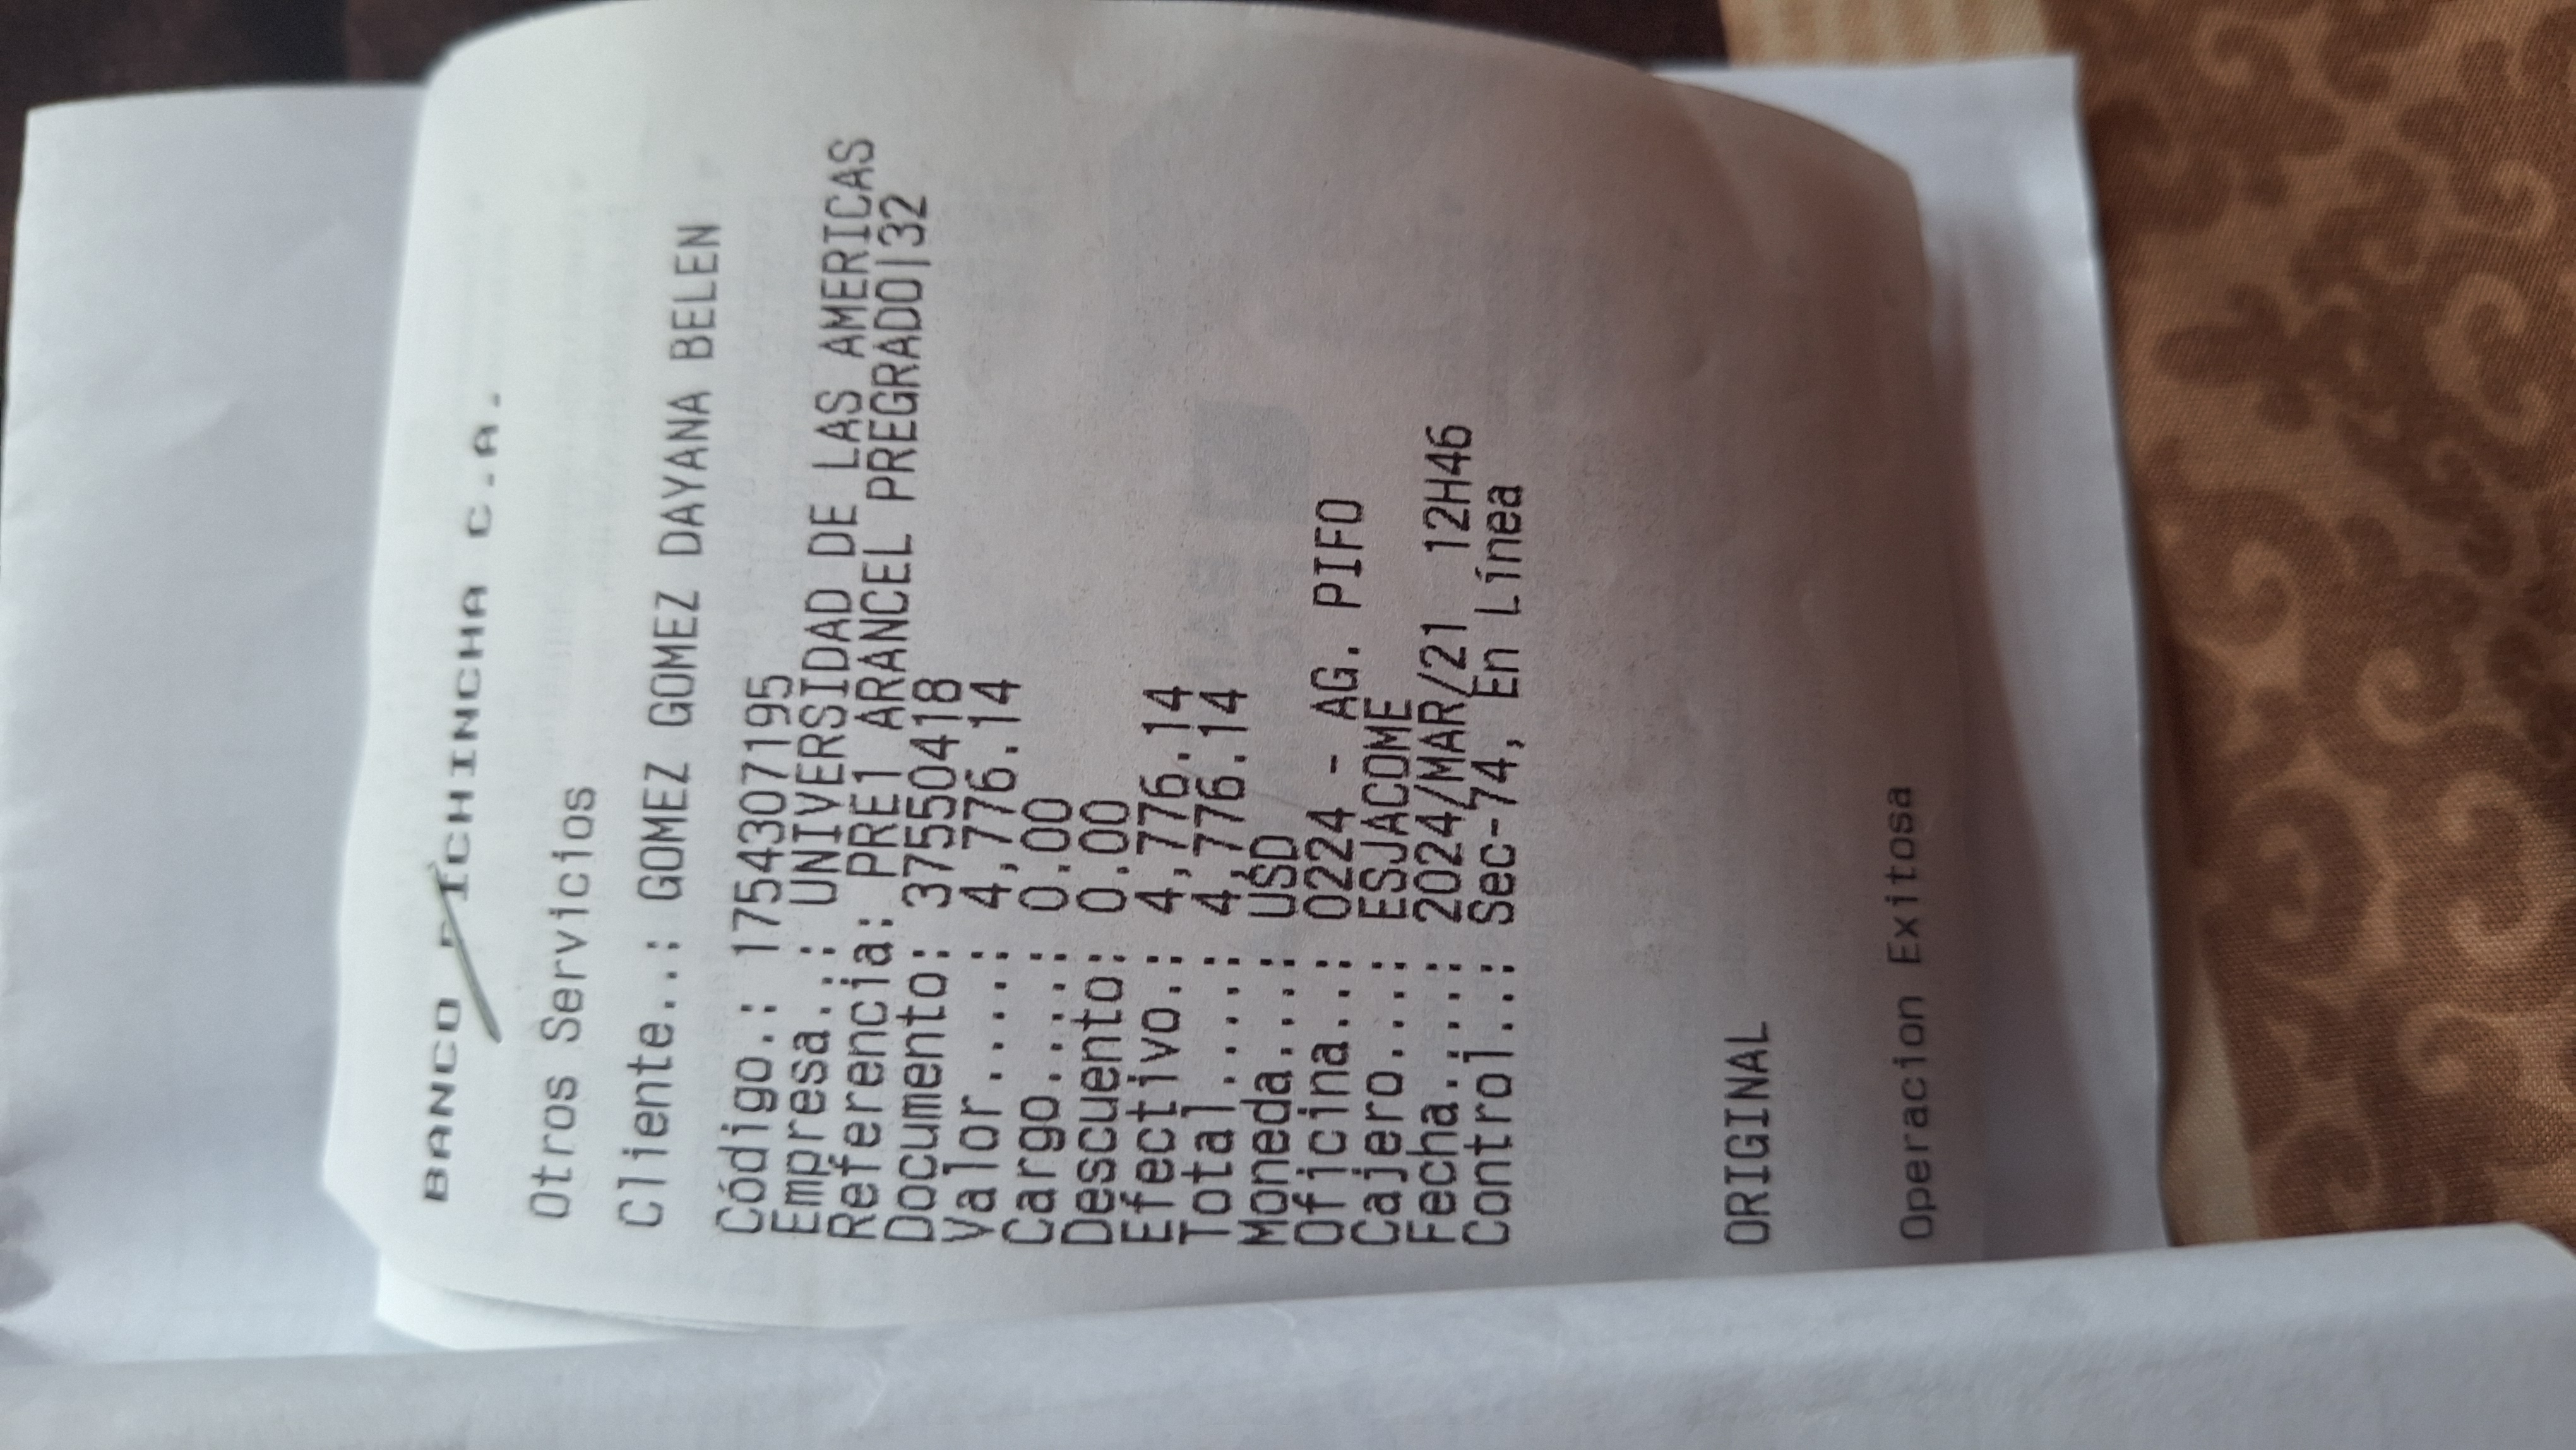 BANCO PICHINCHA C.A.
Otros Servicios
Cliente..: GOMEZ GOMEZ DAYANA BELEN
Código.: 1754307195
Empresa..: UNIVERSIDAD DE LAS AMERICAS
Referencia: PRE1 ARANCEL PREGRADO|32
Documento: 37550418
Valor.....: 4,776.14
Cargo.....: 0.00
Descuento: 0.00
Efectivo.: 4,776.14
Total.....: 4,776.14
Moneda....: USD
Oficina...: 0224 - AG. PIFO
Cajero....: ESJACOME
Fecha.....: 2024/MAR/21 12H46
Control..: Sec-74, En Línea
ORIGINAL
Operacion Exitosa